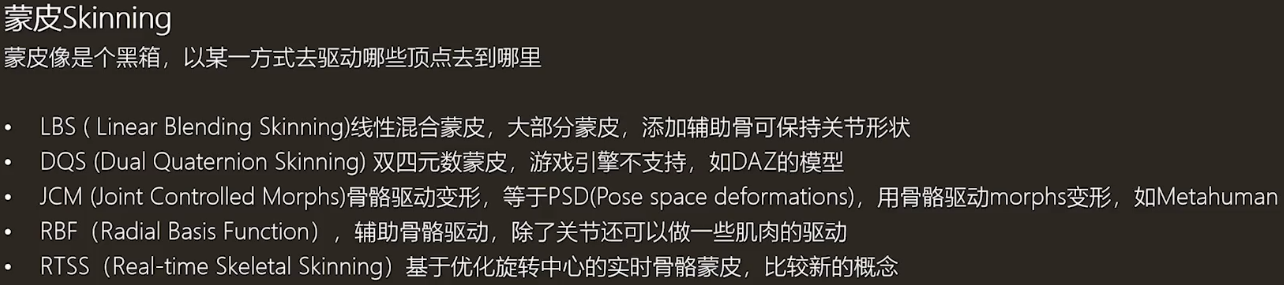 蒙皮Skinning
蒙皮像是个黑箱，以某一方式去驱动哪些顶点去到哪里
• LBS ( Linear Blending Skinning)线性混合蒙皮，大部分蒙皮，添加辅助骨可保持关节形状
• DQS (Dual Quaternion Skinning) 双四元数蒙皮，游戏引擎不支持，如DAZ的模型
• JCM (Joint Controlled Morphs)骨骼驱动变形，等于PSD(Pose space deformations)，用骨骼驱动morphs变形，如Metahuman
• RBF（Radial Basis Function），辅助骨骼驱动，除了关节还可以做一些肌肉的驱动
• RTSS（Real-time Skeletal Skinning）基于优化旋转中心的实时骨骼蒙皮，比较新的概念